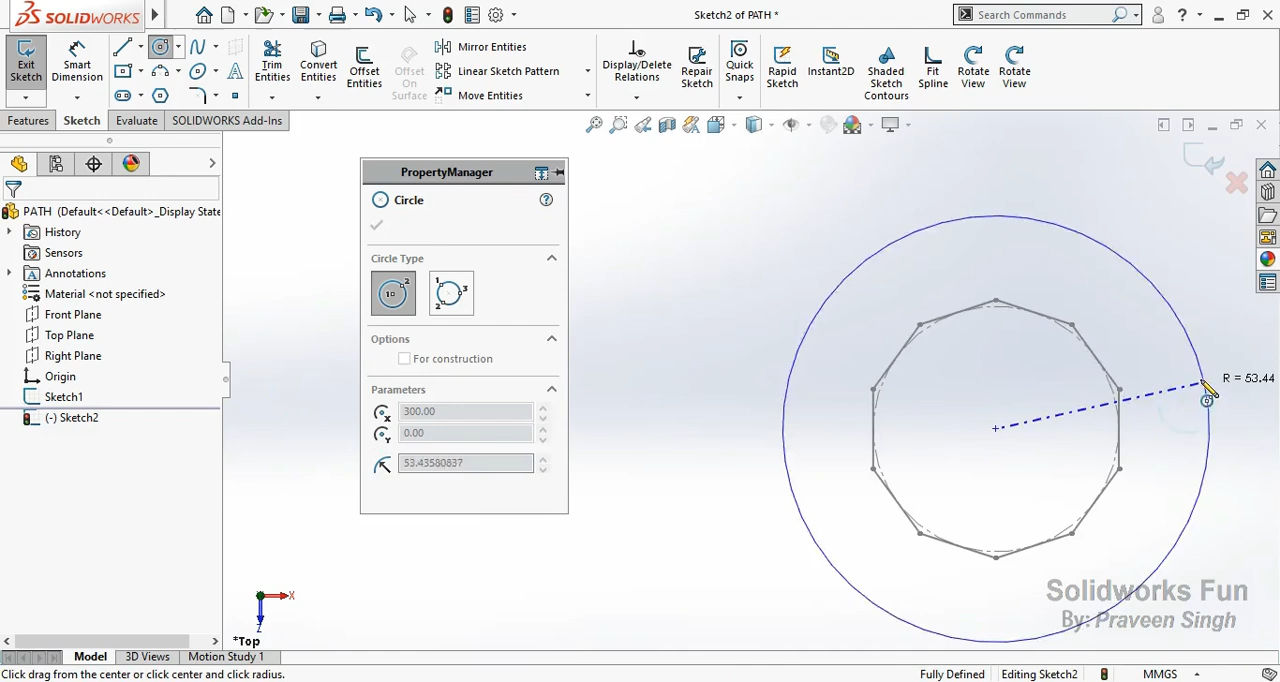 SOLIDWORKS
Sketch2 of PATH *
Search Commands
Exit Sketch
Smart Dimension
Trim Entities
Convert Entities
Offset Entities
Offset On Surface
Mirror Entities
Linear Sketch Pattern
Move Entities
Display/Delete Relations
Repair Sketch
Quick Snaps
Rapid Sketch
Instant2D
Shaded Sketch Contours
Fit Spline
Rotate View
Rotate View
Features
Sketch
Evaluate
SOLIDWORKS Add-Ins
PATH (Default<<Default>_Display State
History
Sensors
Annotations
Material <not specified>
Front Plane
Top Plane
Right Plane
Origin
Sketch1
(-) Sketch2
PropertyManager
Circle
Circle Type
Options
For construction
Parameters
300.00
0.00
53.43580837
R = 53.44
X
Z
*Top
Solidworks Fun
By: Praveen Singh
Model
3D Views
Motion Study 1
Click drag from the center or click center and click radius.
Fully Defined
Editing Sketch2
MMGS